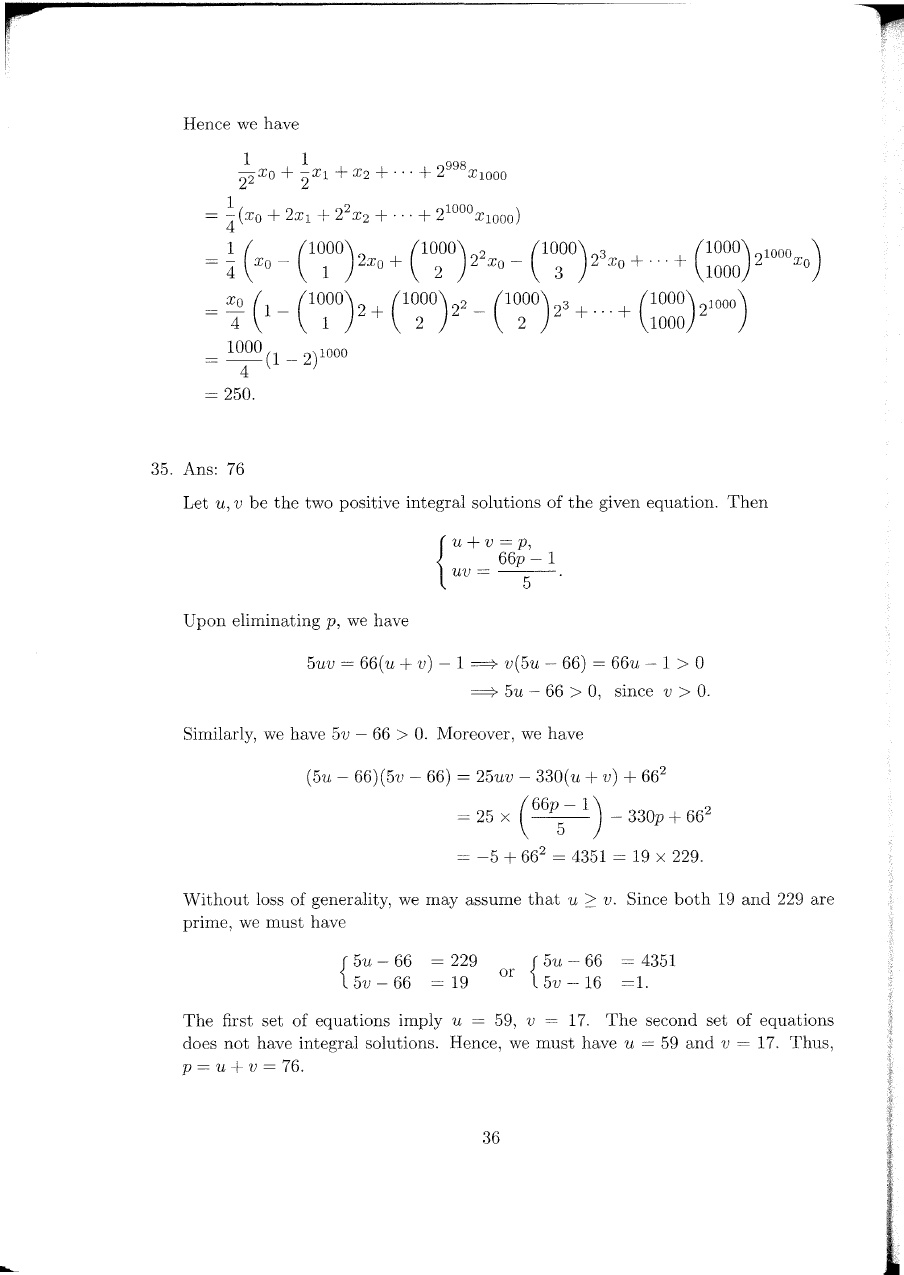 Hence we have
\frac{1}{2^2}x_0 + \frac{1}{2}x_1 + x_2 + \cdots + 2^{998}x_{1000}
= \frac{1}{4}(x_0 + 2x_1 + 2^2x_2 + \cdots + 2^{1000}x_{1000})
= \frac{1}{4}\left(x_0 - \binom{1000}{1}2x_0 + \binom{1000}{2}2^2x_0 - \binom{1000}{3}2^3x_0 + \cdots + \binom{1000}{1000}2^{1000}x_0\right)
= \frac{x_0}{4}\left(1 - \binom{1000}{1}2 + \binom{1000}{2}2^2 - \binom{1000}{2}2^3 + \cdots + \binom{1000}{1000}2^{1000}\right)
= \frac{1000}{4}(1 - 2)^{1000}
= 250.
35. Ans: 76
Let u, v be the two positive integral solutions of the given equation. Then
\begin{cases} u + v = p, \\ uv = \frac{66p - 1}{5}. \end{cases}
Upon eliminating p, we have
5uv = 66(u + v) − 1 ⟹ v(5u − 66) = 66u − 1 > 0
⟹ 5u − 66 > 0, since v > 0.
Similarly, we have 5v − 66 > 0. Moreover, we have
(5u − 66)(5v − 66) = 25uv − 330(u + v) + 66^2
= 25 × \left(\frac{66p - 1}{5}\right) − 330p + 66^2
= −5 + 66^2 = 4351 = 19 × 229.
Without loss of generality, we may assume that u ≥ v. Since both 19 and 229 are
prime, we must have
\begin{cases} 5u − 66 = 229 \\ 5v − 66 = 19 \end{cases} or \begin{cases} 5u − 66 = 4351 \\ 5v − 16 =1. \end{cases}
The first set of equations imply u = 59, v = 17. The second set of equations
does not have integral solutions. Hence, we must have u = 59 and v = 17. Thus,
p = u + v = 76.
36